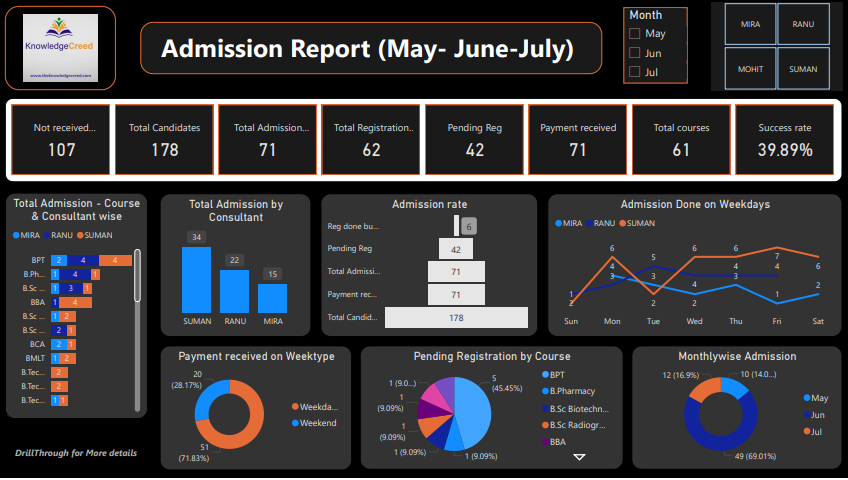 KnowledgeCreed
www.theknowledgecreed.com
Admission Report (May- June-July)
Month
May
Jun
Jul
MIRA
RANU
MOHIT
SUMAN
Not received...
107
Total Candidates
178
Total Admission...
71
Total Registration..
62
Pending Reg
42
Payment received
71
Total courses
61
Success rate
39.89%
Total Admission - Course
& Consultant wise
MIRA RANU SUMAN
BPT 2 4 4
B.Ph... 1 4 1
B.Sc ... 1 3 1
BBA 1 4
B.Sc ... 1 2
B.Sc ... 2 1
BCA 2 1
BMLT 1 2
B.Tec... 2
B.Tec... 2
B.Tec... 1 1
DrillThrough for More details
Total Admission by
Consultant
34
22
15
SUMAN RANU MIRA
Admission rate
Reg done bu... 6
Pending Reg 42
Total Admissi... 71
Payment rec... 71
Total Candid... 178
Admission Done on Weekdays
MIRA RANU SUMAN
1 2
6 4 3
5 3 2
6 4 2
6 4 3
7 4 1
6 2
Sun Mon Tue Wed Thu Fri Sat
Payment received on Weektype
20
(28.17%)
51
(71.83%)
Weekda...
Weekend
Pending Registration by Course
5
(45.45%)
1 (9.09%)
1 (9.09%)
1
(9.09%)
1
(9.09%)
1 (9.0...)
BPT
B.Pharmacy
B.Sc Biotechn...
B.Sc Radiogr...
BBA
Monthlywise Admission
12 (16.9%)
10 (14.0...)
49 (69.01%)
May
Jun
Jul